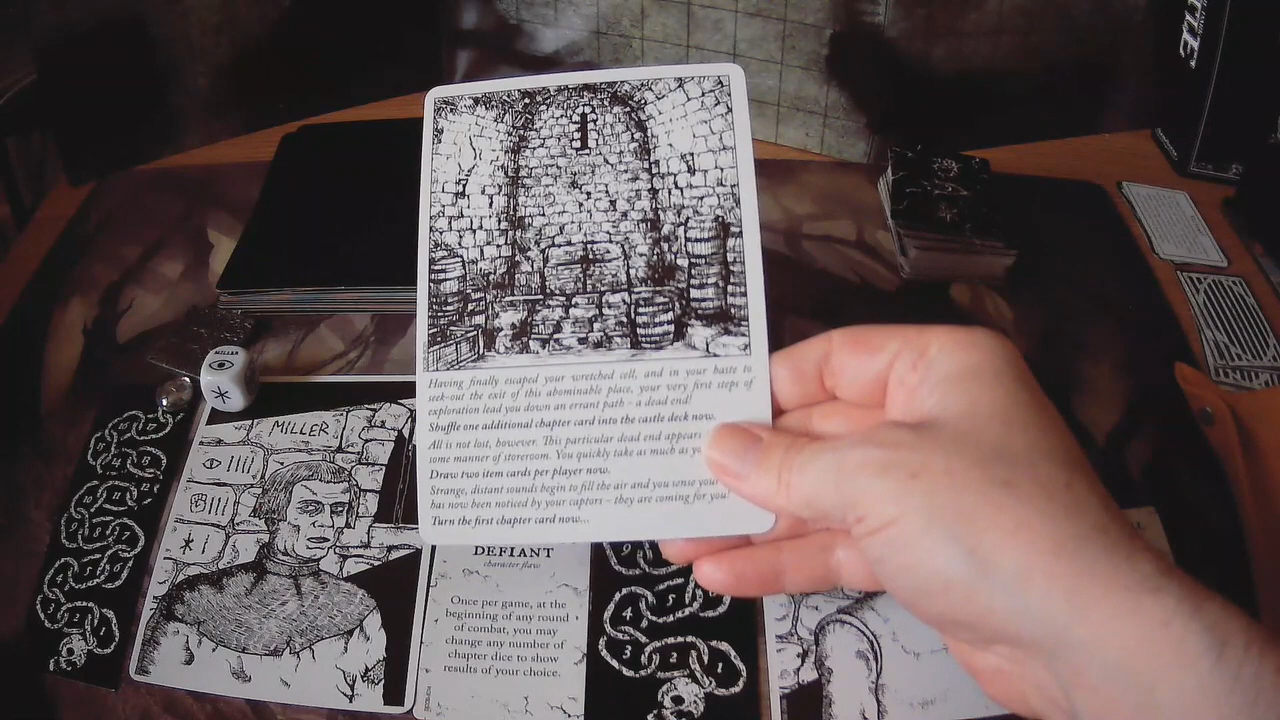 MILLER
Having finally escaped your wretched cell, and in your haste to
seek-out the exit of this abominable place, your very first steps of
exploration lead you down an errant path – a dead end!
Shuffle one additional chapter card into the castle deck now.
All is not lost, however. This particular dead end appears
some manner of storeroom. You quickly take as much as
Draw two item cards per player now.
Strange, distant sounds begin to fill the air and you sense your
has now been noticed by your captors – they are coming for you!
Turn the first chapter card now...
MILLER
DEFIANT
character flaw
Once per game, at the
beginning of any round
of combat, you may
change any number of
chapter dice to show
results of your choice.
9
5
4
3 2 1